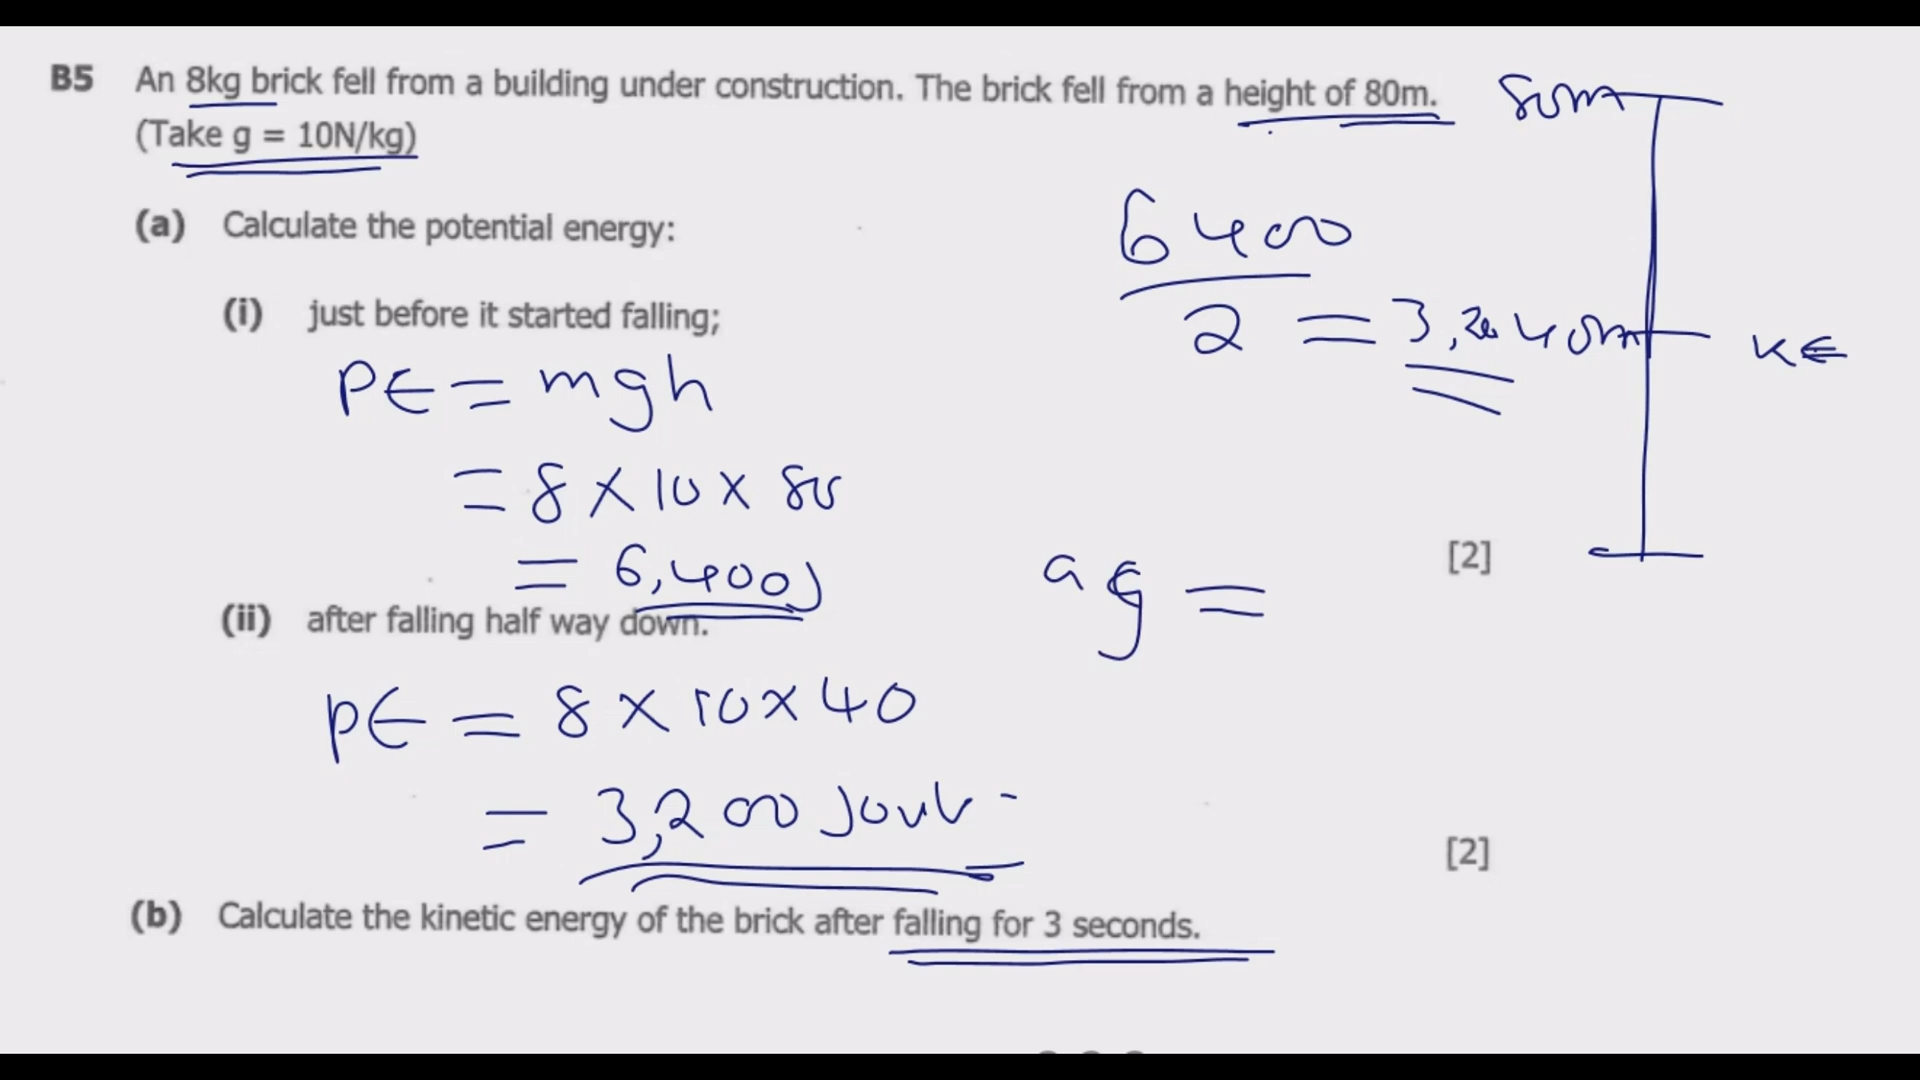 B5 An 8kg brick fell from a building under construction. The brick fell from a height of 80m.
80m
(Take g = 10N/kg)
(a) Calculate the potential energy:
6400
(i) just before it started falling;
2 = 3,200
40m
KE
PE = mgh
= 8 × 10 × 80
[2]
= 6,400J
a g =
(ii) after falling half way down.
PE = 8 × 10 × 40
= 3,200
[2]
(b) Calculate the kinetic energy of the brick after falling for 3 seconds.